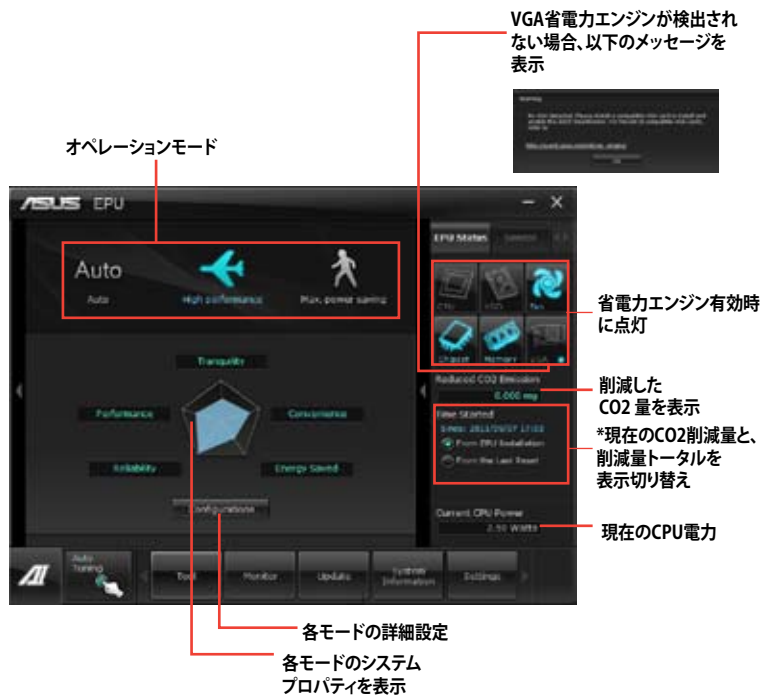 VGA省電力エンジンが検出され
ない場合、以下のメッセージを
表示
オペレーションモード
ASUS EPU
EPU Status
Auto
Auto
High performance
Max. power saving
CPU
Fan
Chipset
Memory
VGA
省電力エンジン有効時
に点灯
Reduced CO2 Emission
0.000 mg
削減した
CO2 量を表示
Time Started
From EPU Installation
From the Last Reset
*現在のCO2削減量と、
削減量トータルを
表示切り替え
Tranquility
Performance
Convenience
Reliability
Energy Saved
Configurations
Current CPU Power
2.50 Watts
現在のCPU電力
AI
Auto
Tuning
Tool
Monitor
Update
System
Information
Settings
各モードの詳細設定
各モードのシステム
プロパティを表示